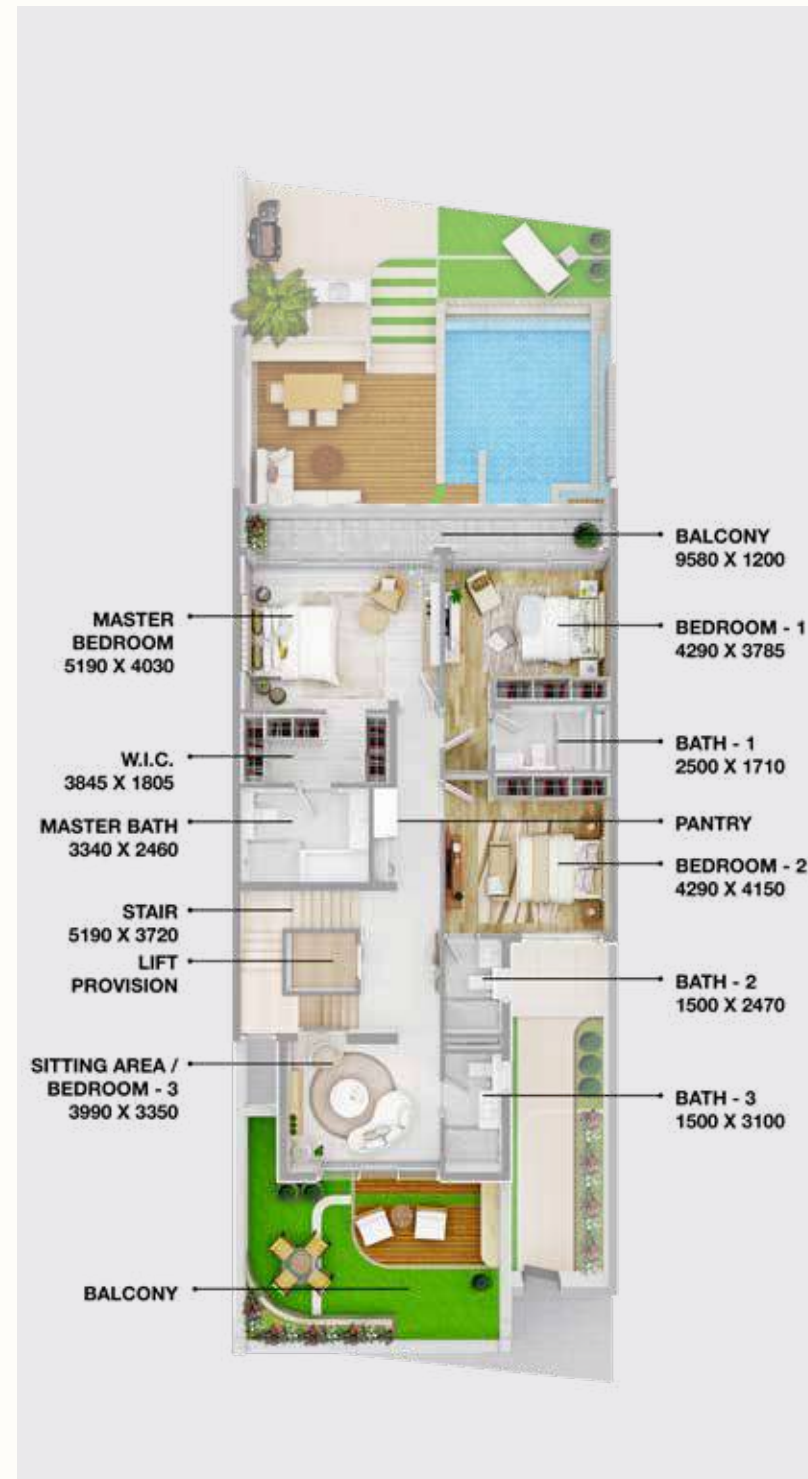 MASTER
BEDROOM
5190 X 4030
W.I.C.
3845 X 1805
MASTER BATH
3340 X 2460
STAIR
5190 X 3720
LIFT
PROVISION
SITTING AREA /
BEDROOM - 3
3990 X 3350
BALCONY
BALCONY
9580 X 1200
BEDROOM - 1
4290 X 3785
BATH - 1
2500 X 1710
PANTRY
BEDROOM - 2
4290 X 4150
BATH - 2
1500 X 2470
BATH - 3
1500 X 3100